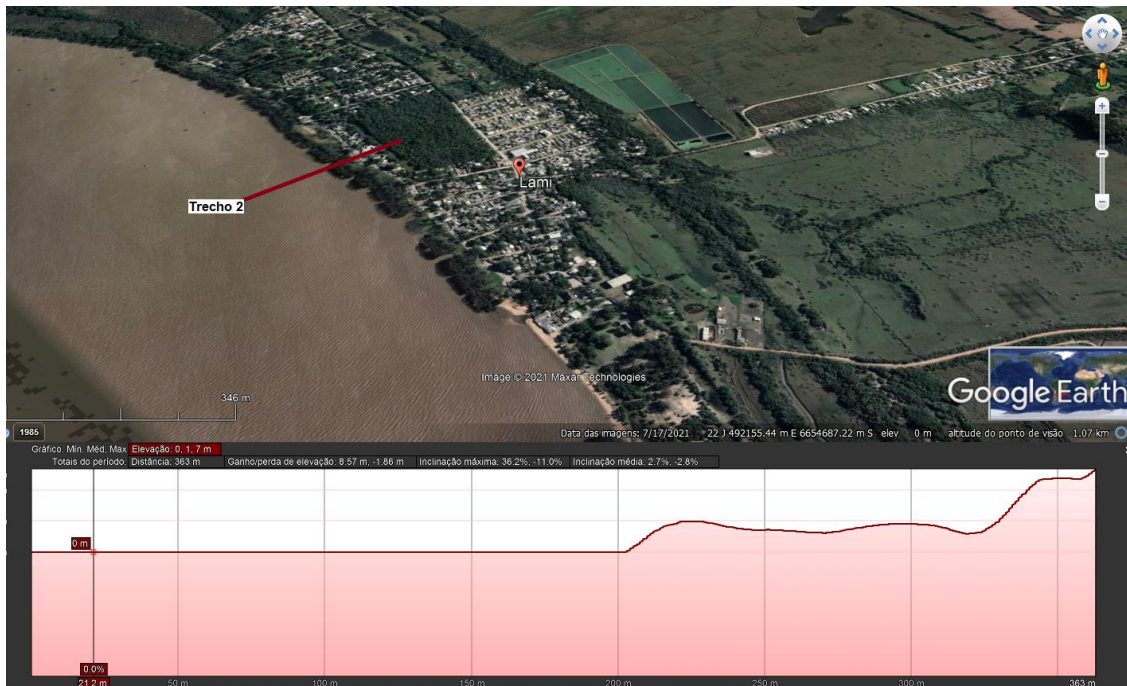 Trecho 2
Lami
Image © 2021 Maxar Technologies
346 m
Google Earth
1985
Data das imagens: 7/17/2021 22 J 492155.44 m E 6654687.22 m S elev 0 m altitude do ponto de visão 1.07 km
Gráfico. Mín. Méd. Max Elevação: 0, 1, 7 m
Totais do período: Distância: 363 m Ganho/perda de elevação: 8.57 m, -1.86 m Inclinação máxima: 36.2%, -11.0% Inclinação média: 2.7%, -2.8%
0 m
0.0%
21.2 m 50 m 100 m 150 m 200 m 250 m 300 m 363 m